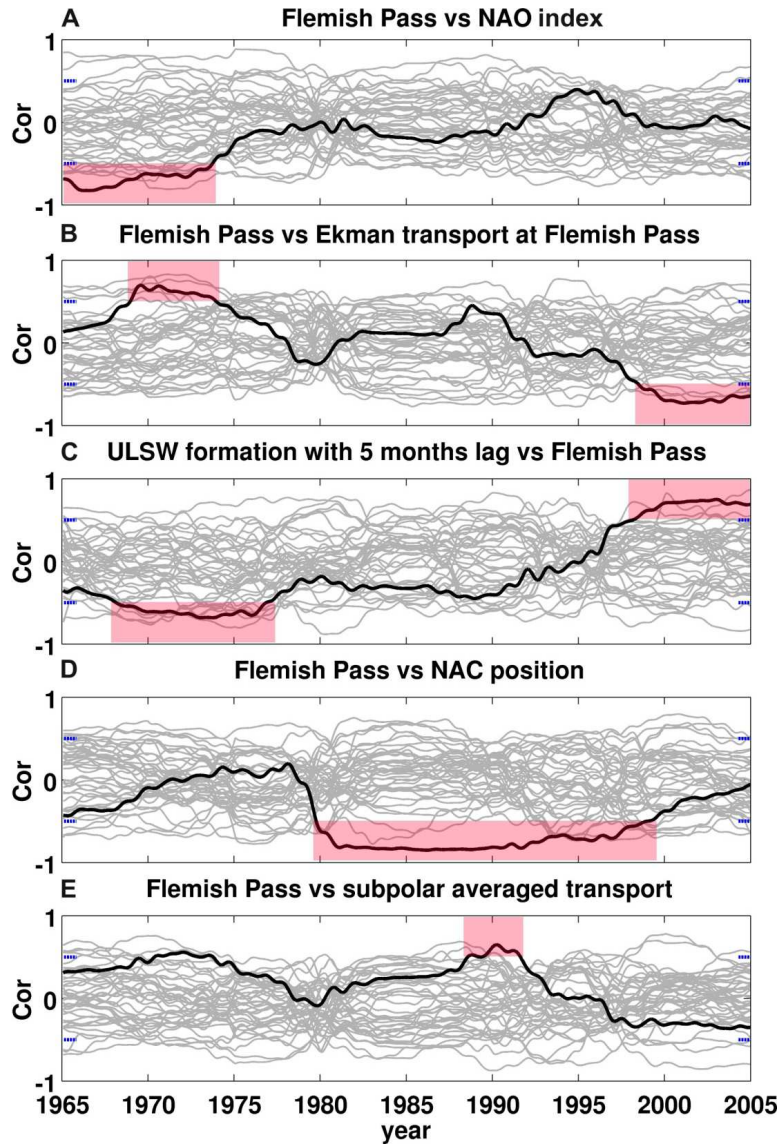 A Flemish Pass vs NAO index
1
0
-1
Cor
B Flemish Pass vs Ekman transport at Flemish Pass
1
0
-1
Cor
C ULSW formation with 5 months lag vs Flemish Pass
1
0
-1
Cor
D Flemish Pass vs NAC position
1
0
-1
Cor
E Flemish Pass vs subpolar averaged transport
1
0
-1
Cor
1965 1970 1975 1980 1985 1990 1995 2000 2005
year